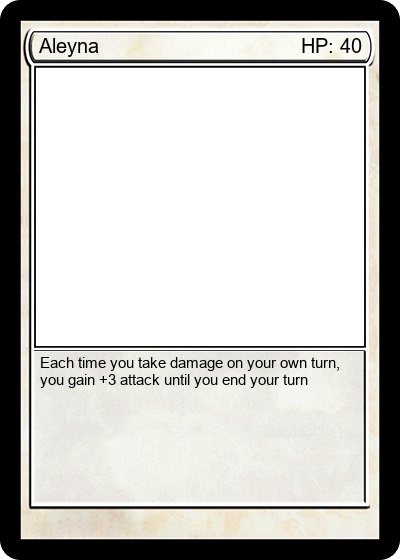 Aleyna HP: 40
Each time you take damage on your own turn,
you gain +3 attack until you end your turn